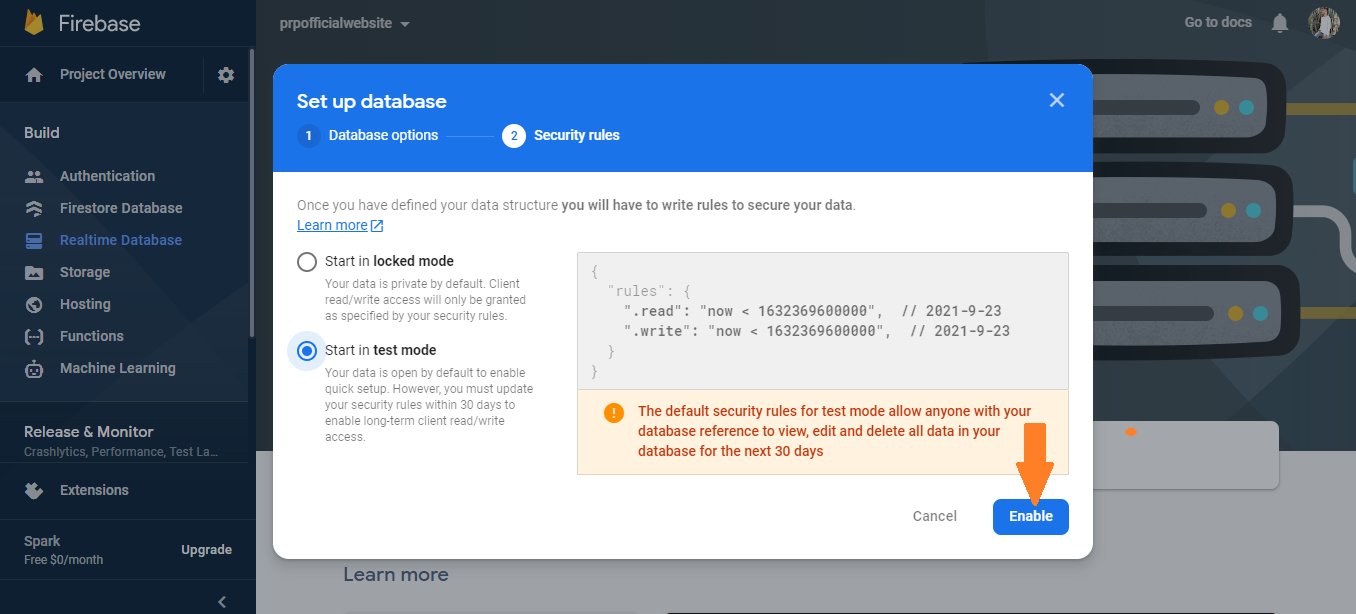 Firebase
prpofficialwebsite
Go to docs
Project Overview
Build
Authentication
Firestore Database
Realtime Database
Storage
Hosting
Functions
Machine Learning
Release & Monitor
Crashlytics, Performance, Test La...
Extensions
Spark
Free $0/month
Upgrade
Set up database
1 Database options
2 Security rules
Once you have defined your data structure you will have to write rules to secure your data.
Learn more
Start in locked mode
Your data is private by default. Client
read/write access will only be granted
as specified by your security rules.
Start in test mode
Your data is open by default to enable
quick setup. However, you must update
your security rules within 30 days to
enable long-term client read/write
access.
{
"rules": {
".read": "now < 1632369600000",  // 2021-9-23
".write": "now < 1632369600000",  // 2021-9-23
}
}
The default security rules for test mode allow anyone with your
database reference to view, edit and delete all data in your
database for the next 30 days
Cancel
Enable
Learn more